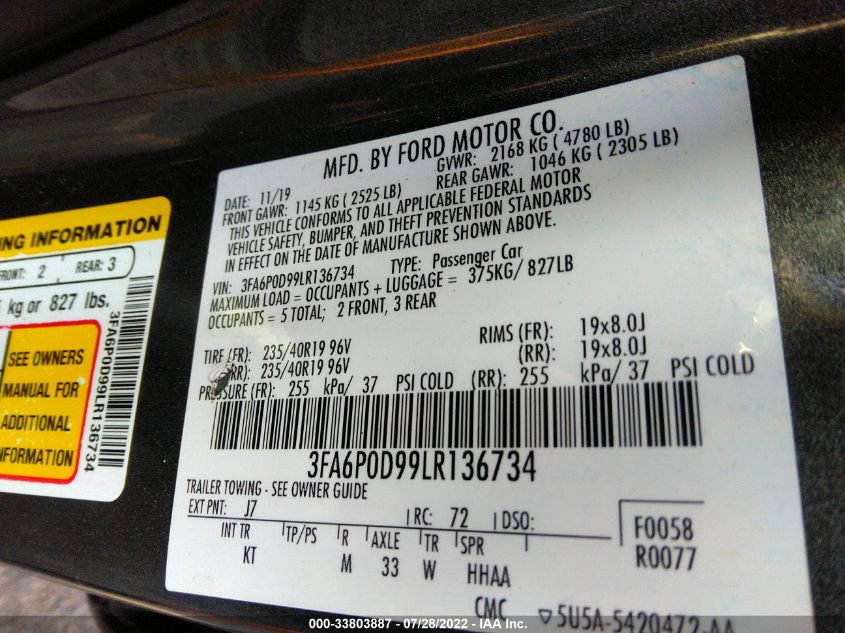 MFD. BY FORD MOTOR CO.
DATE: 11/19
GVWR: 2168 KG ( 4780 LB)
FRONT GAWR: 1145 KG ( 2525 LB)
REAR GAWR: 1046 KG ( 2305 LB)
THIS VEHICLE CONFORMS TO ALL APPLICABLE FEDERAL MOTOR
VEHICLE SAFETY, BUMPER, AND THEFT PREVENTION STANDARDS
IN EFFECT ON THE DATE OF MANUFACTURE SHOWN ABOVE.
VIN: 3FA6P0D99LR136734 TYPE: Passenger Car
MAXIMUM LOAD = OCCUPANTS + LUGGAGE = 375KG/ 827LB
OCCUPANTS = 5 TOTAL; 2 FRONT, 3 REAR
TIRE (FR): 235/40R19 96V RIMS (FR): 19x8.0J
RR): 235/40R19 96V (RR): 19x8.0J
PRESSURE (FR): 255 kPa/ 37 PSI COLD (RR): 255 kPa/ 37 PSI COLD
3FA6P0D99LR136734
TRAILER TOWING - SEE OWNER GUIDE
EXT PNT: J7 RC: 72 DSO:
F0058
R0077
INT TR TP/PS R AXLE TR SPR
KT M 33 W HHAA
CMC ▽5U5A-5420472-AA
ING INFORMATION
FRONT: 2 REAR: 3
kg or 827 lbs.
SEE OWNERS
MANUAL FOR
ADDITIONAL
INFORMATION
3FA6P0D99LR136734
000-33803887 - 07/28/2022 - IAA Inc.